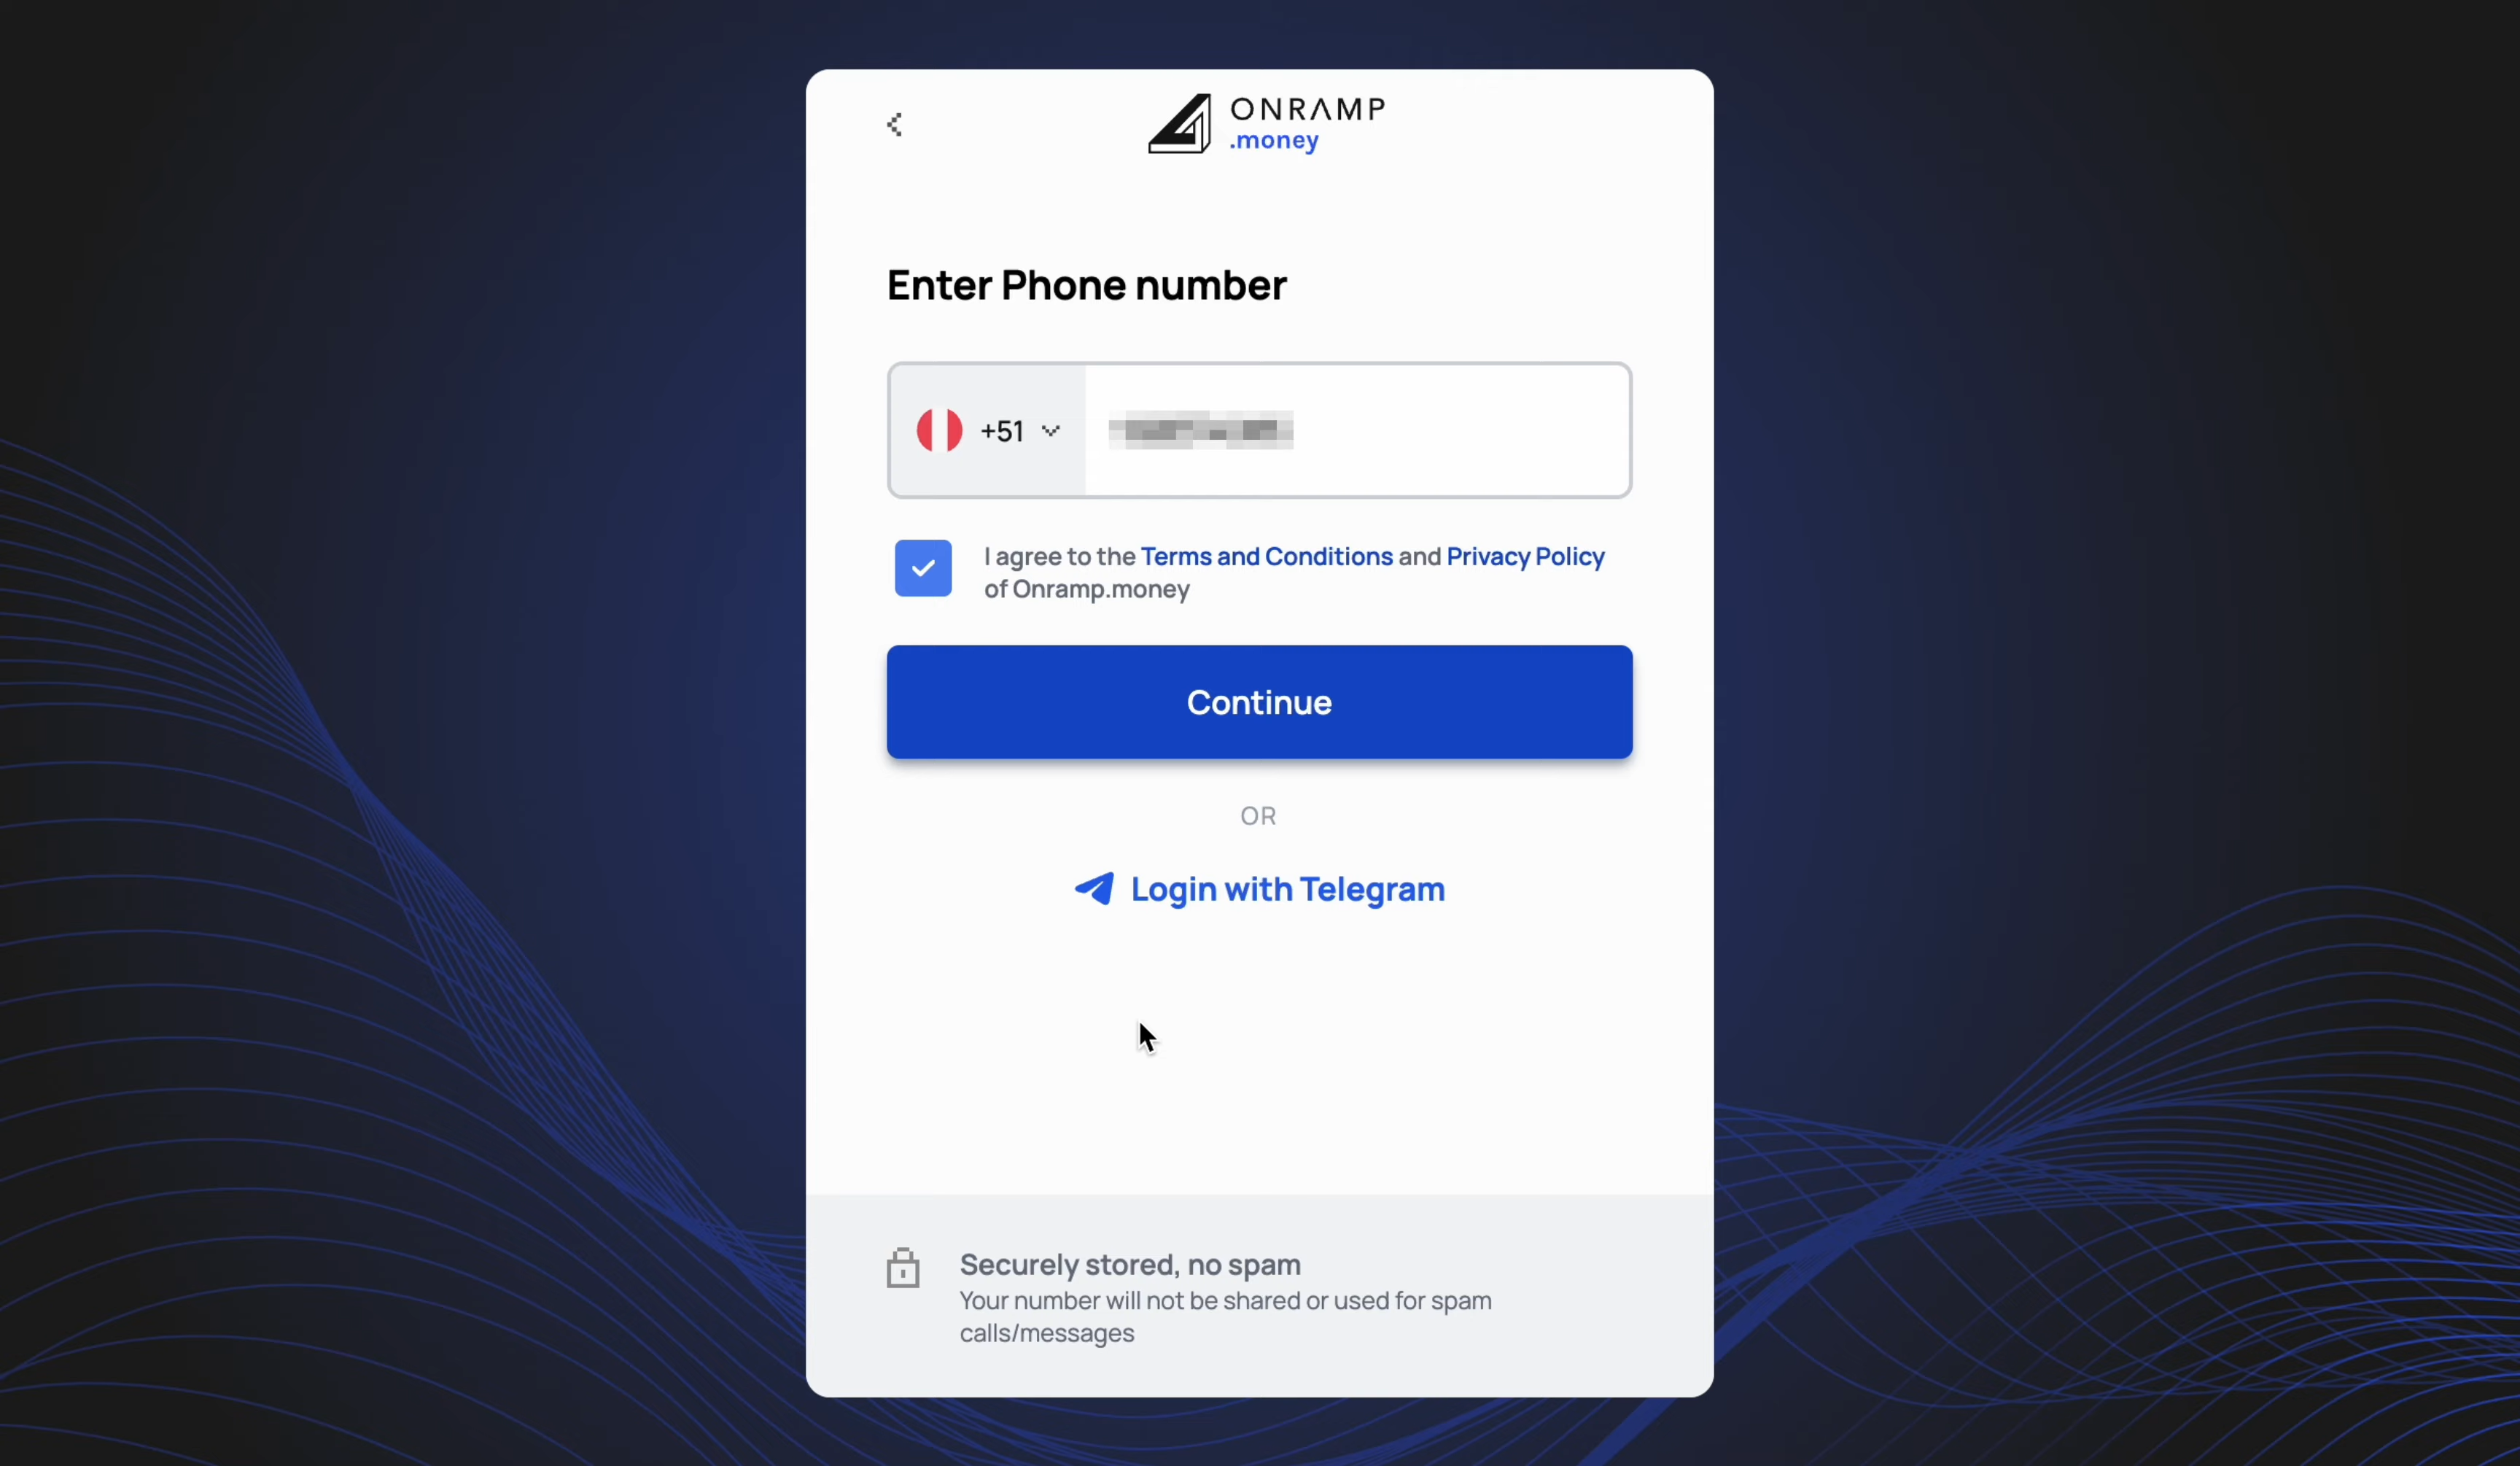 ONRAMP
.money
Enter Phone number
+51
I agree to the Terms and Conditions and Privacy Policy
of Onramp.money
Continue
OR
Login with Telegram
Securely stored, no spam
Your number will not be shared or used for spam
calls/messages